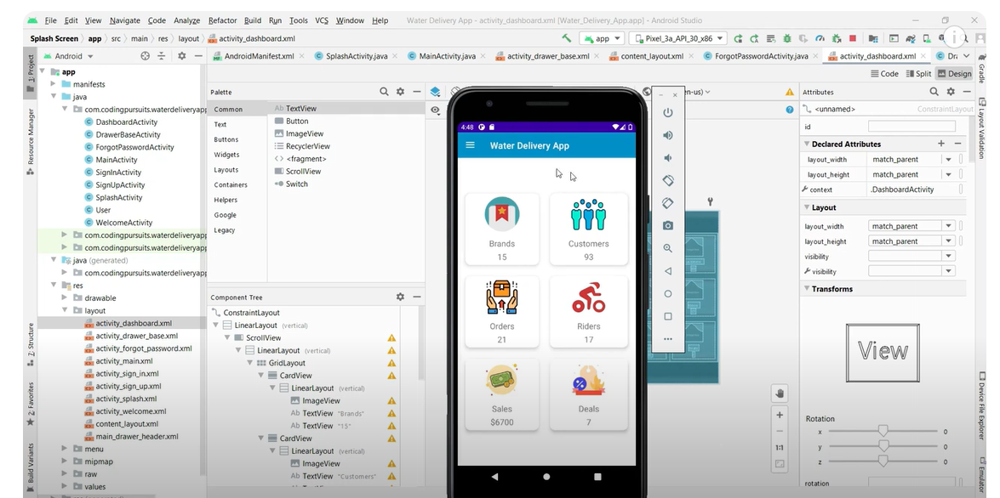 File Edit View Navigate Code Analyze Refactor Build Run Tools VCS Window Help Water Delivery App - activity_dashboard.xml [Water_Delivery_App.app] - Android Studio
Splash Screen app src main res layout activity_dashboard.xml app Pixel_3a_API_30_x86
Android AndroidManifest.xml SplashActivity.java MainActivity.java activity_drawer_base.xml content_layout.xml ForgotPasswordActivity.java activity_dashboard.xml
Code Split Design
1: Project
Resource Manager
7: Structure
2: Favorites
Build Variants
app
manifests
java
com.codingpursuits.waterdeliveryapp
DashboardActivity
DrawerBaseActivity
ForgotPasswordActivity
MainActivity
SignInActivity
SignUpActivity
SplashActivity
User
WelcomeActivity
com.codingpursuits.waterdeliveryapp
com.codingpursuits.waterdeliveryapp
java (generated)
com.codingpursuits.waterdeliveryapp
res
drawable
layout
activity_dashboard.xml
activity_drawer_base.xml
activity_forgot_password.xml
activity_main.xml
activity_sign_in.xml
activity_sign_up.xml
activity_splash.xml
activity_welcome.xml
content_layout.xml
main_drawer_header.xml
menu
mipmap
raw
values
Palette
Common
Text
Buttons
Widgets
Layouts
Containers
Helpers
Google
Legacy
Ab TextView
Button
ImageView
RecyclerView
<fragment>
ScrollView
Switch
Component Tree
ConstraintLayout
LinearLayout (vertical)
ScrollView
LinearLayout (vertical)
GridLayout
CardView
LinearLayout (vertical)
ImageView
Ab TextView "Brands"
Ab TextView "15"
CardView
LinearLayout (vertical)
ImageView
Ab TextView "Customers"
4:48
Water Delivery App
Brands
15
Customers
93
Orders
21
Riders
17
Sales
$6700
Deals
7
en-us)
1:1
Attributes
<unnamed> ConstraintLayout
id
Declared Attributes
layout_width match_parent
layout_height match_parent
context .DashboardActivity
Layout
layout_width match_parent
layout_height match_parent
visibility
visibility
Transforms
View
Rotation
x 0
y 0
z 0
rotation
Gradle
Layout Validation
Device File Explorer
Emulator